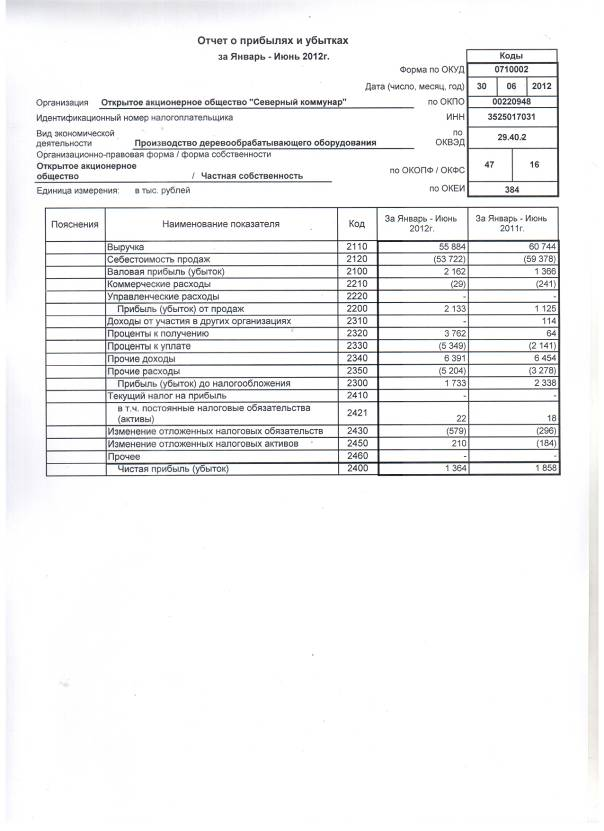 Отчет о прибылях и убытках
за Январь - Июнь 2012г.
Коды
Форма по ОКУД 0710002
Дата (число, месяц, год) 30 06 2012
Организация Открытое акционерное общество "Северный коммунар" по ОКПО 00220948
Идентификационный номер налогоплательщика ИНН 3525017031
Вид экономической деятельности Производство деревообрабатывающего оборудования по ОКВЭД 29.40.2
Организационно-правовая форма / форма собственности
Открытое акционерное общество / Частная собственность по ОКОПФ / ОКФС 47 16
Единица измерения: в тыс. рублей по ОКЕИ 384
Пояснения Наименование показателя Код За Январь - Июнь 2012г. За Январь - Июнь 2011г.
Выручка 2110 55 884 60 744
Себестоимость продаж 2120 (53 722) (59 378)
Валовая прибыль (убыток) 2100 2 162 1 366
Коммерческие расходы 2210 (29) (241)
Управленческие расходы 2220 - -
Прибыль (убыток) от продаж 2200 2 133 1 125
Доходы от участия в других организациях 2310 - 114
Проценты к получению 2320 3 762 64
Проценты к уплате 2330 (5 349) (2 141)
Прочие доходы 2340 6 391 6 454
Прочие расходы 2350 (5 204) (3 278)
Прибыль (убыток) до налогообложения 2300 1 733 2 338
Текущий налог на прибыль 2410 - -
в т.ч. постоянные налоговые обязательства (активы) 2421 22 18
Изменение отложенных налоговых обязательств 2430 (579) (296)
Изменение отложенных налоговых активов 2450 210 (184)
Прочее 2460 - -
Чистая прибыль (убыток) 2400 1 364 1 858